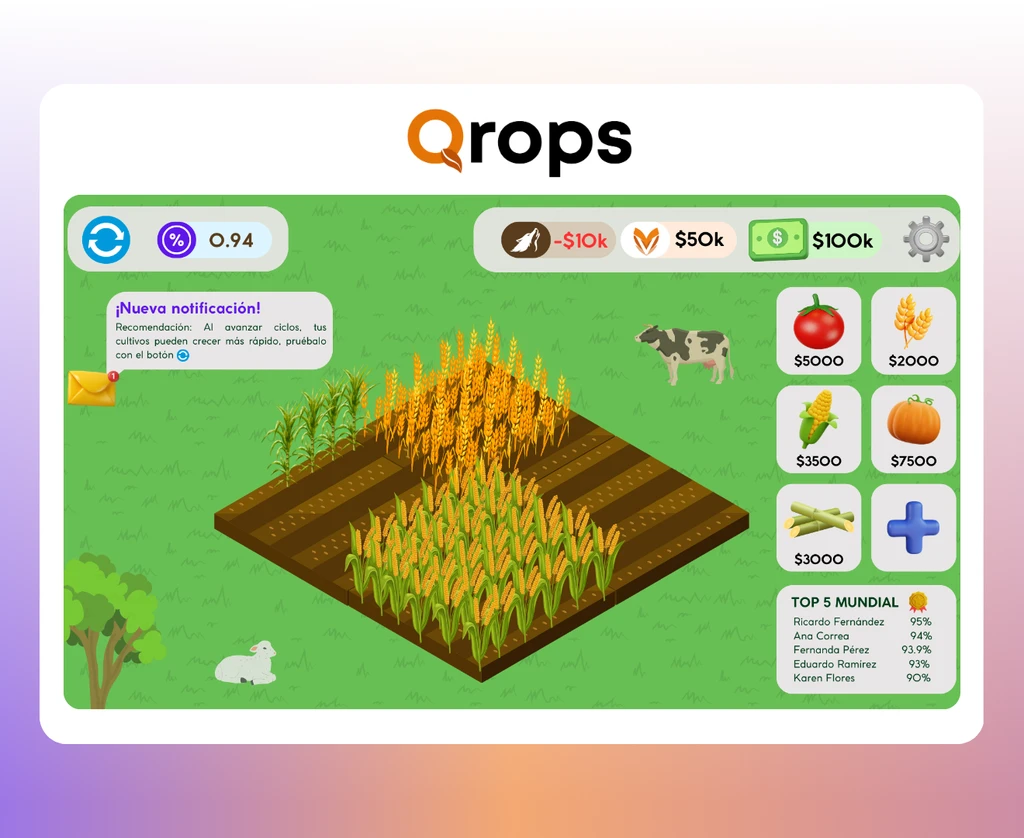 Qrops
% 0.94
-$10k $50k $ $100k
¡Nueva notificación!
Recomendación: Al avanzar ciclos, tus
cultivos pueden crecer más rápido, pruébalo
con el botón
1
$5000 $2000
$3500 $7500
$3000
TOP 5 MUNDIAL
Ricardo Fernández 95%
Ana Correa 94%
Fernanda Pérez 93.9%
Eduardo Ramírez 93%
Karen Flores 90%